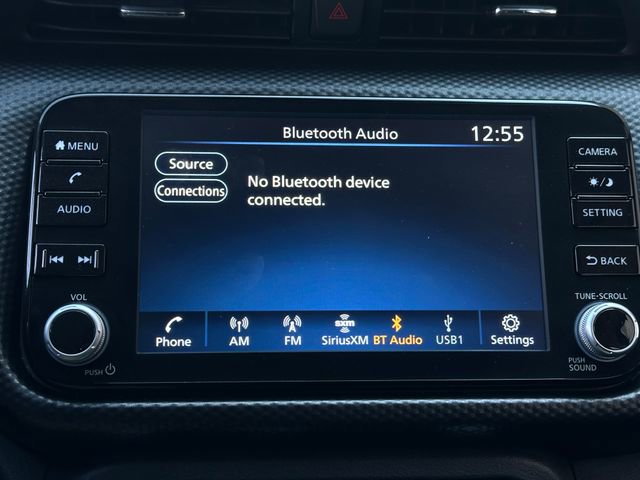 Bluetooth Audio 12:55
MENU
AUDIO
VOL
PUSH
Source
Connections
No Bluetooth device
connected.
Phone
AM
FM
sxm
SiriusXM
BT Audio
USB1
Settings
CAMERA
SETTING
BACK
TUNE·SCROLL
PUSH
SOUND